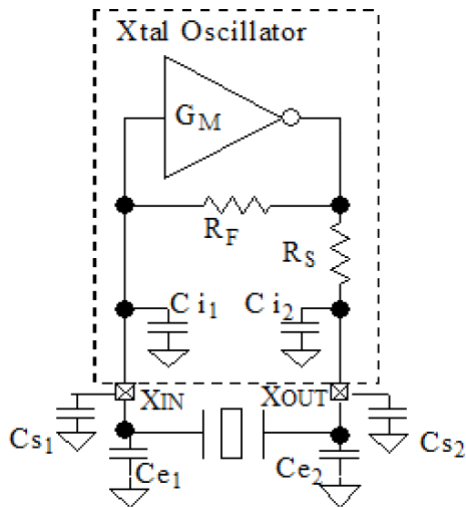 Xtal Oscillator
GM
RF
RS
Ci1
Ci2
XIN
XOUT
Cs1
Cs2
Ce1
Ce2